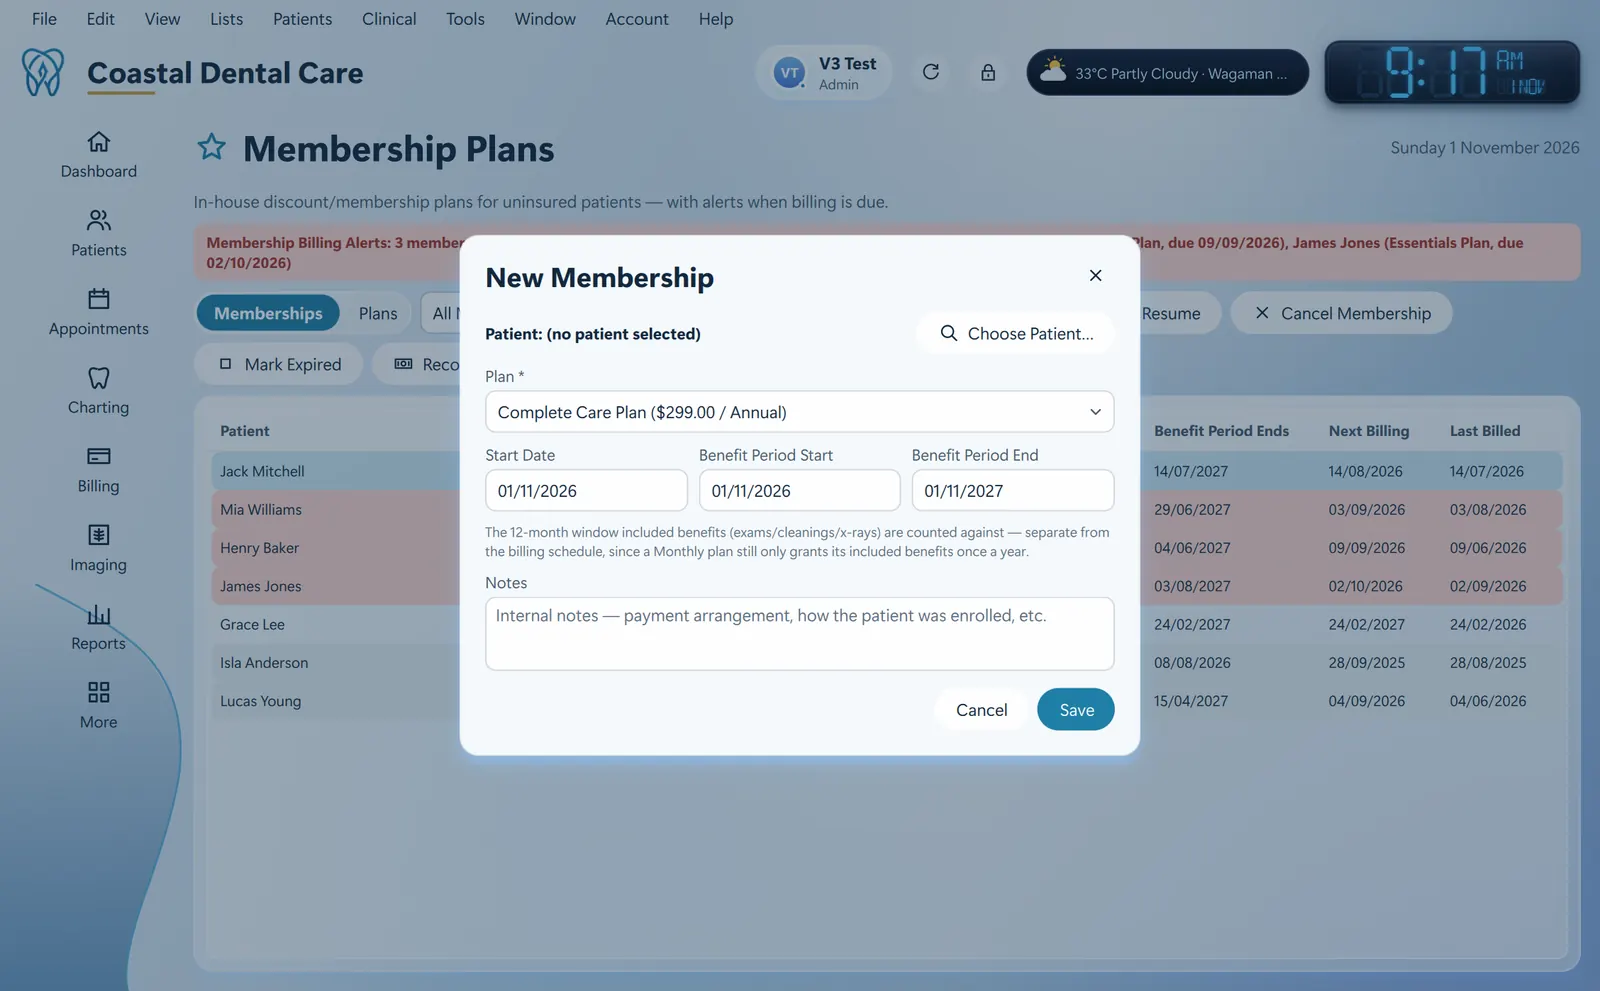 File Edit View Lists Patients Clinical Tools Window Account Help
Coastal Dental Care
VT
V3 Test
Admin
33°C Partly Cloudy · Wagaman ...
9:17 AM
1 NOV
Dashboard
Patients
Appointments
Charting
Billing
Imaging
Reports
More
Membership Plans
Sunday 1 November 2026
In-house discount/membership plans for uninsured patients — with alerts when billing is due.
Membership Billing Alerts: 3 member
Plan, due 09/09/2026), James Jones (Essentials Plan, due
02/10/2026)
Memberships Plans All Resume Cancel Membership
Mark Expired Reco
Patient Benefit Period Ends Next Billing Last Billed
Jack Mitchell 14/07/2027 14/08/2026 14/07/2026
Mia Williams 29/06/2027 03/09/2026 03/08/2026
Henry Baker 04/06/2027 09/09/2026 09/06/2026
James Jones 03/08/2027 02/10/2026 02/09/2026
Grace Lee 24/02/2027 24/02/2027 24/02/2026
Isla Anderson 08/08/2026 28/09/2025 28/08/2025
Lucas Young 15/04/2027 04/09/2026 04/06/2026
New Membership
Patient: (no patient selected)
Choose Patient...
Plan *
Complete Care Plan ($299.00 / Annual)
Start Date Benefit Period Start Benefit Period End
01/11/2026 01/11/2026 01/11/2027
The 12-month window included benefits (exams/cleanings/x-rays) are counted against — separate from
the billing schedule, since a Monthly plan still only grants its included benefits once a year.
Notes
Internal notes — payment arrangement, how the patient was enrolled, etc.
Cancel Save